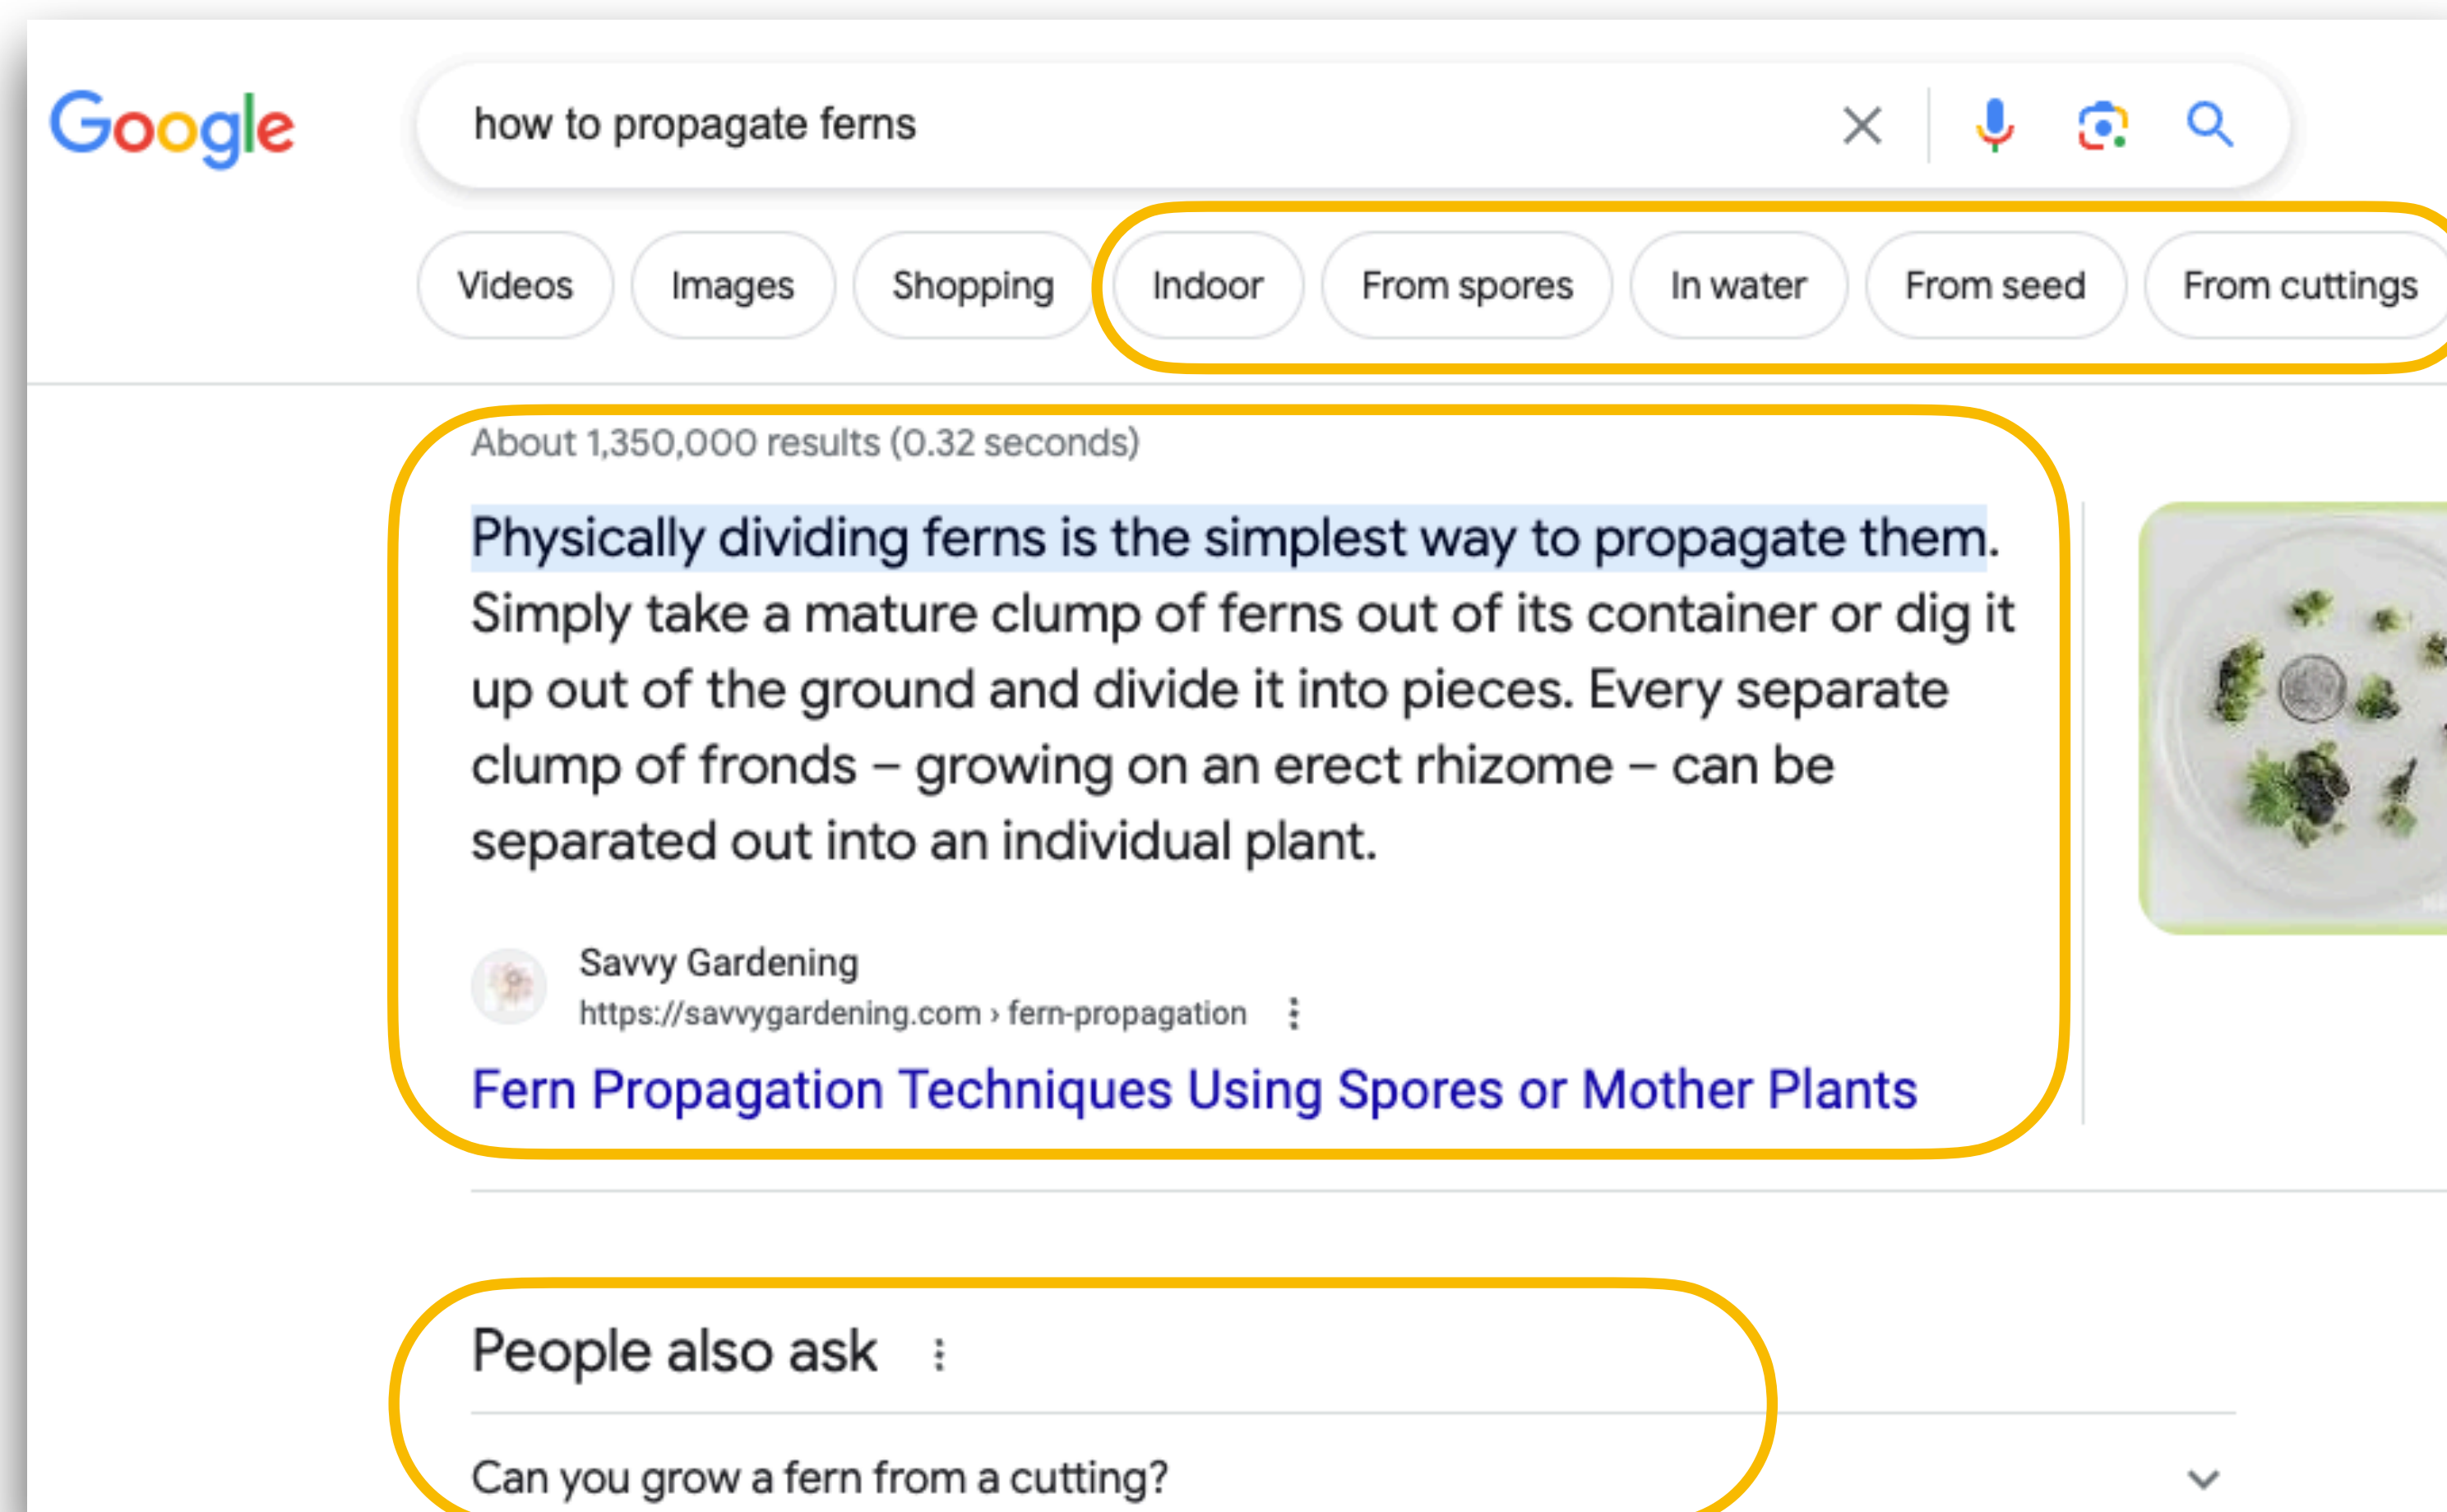 Google
how to propagate ferns
Videos Images Shopping Indoor From spores In water From seed From cuttings
About 1,350,000 results (0.32 seconds)
Physically dividing ferns is the simplest way to propagate them.
Simply take a mature clump of ferns out of its container or dig it
up out of the ground and divide it into pieces. Every separate
clump of fronds – growing on an erect rhizome – can be
separated out into an individual plant.
Savvy Gardening
https://savvygardening.com › fern-propagation
Fern Propagation Techniques Using Spores or Mother Plants
People also ask
Can you grow a fern from a cutting?